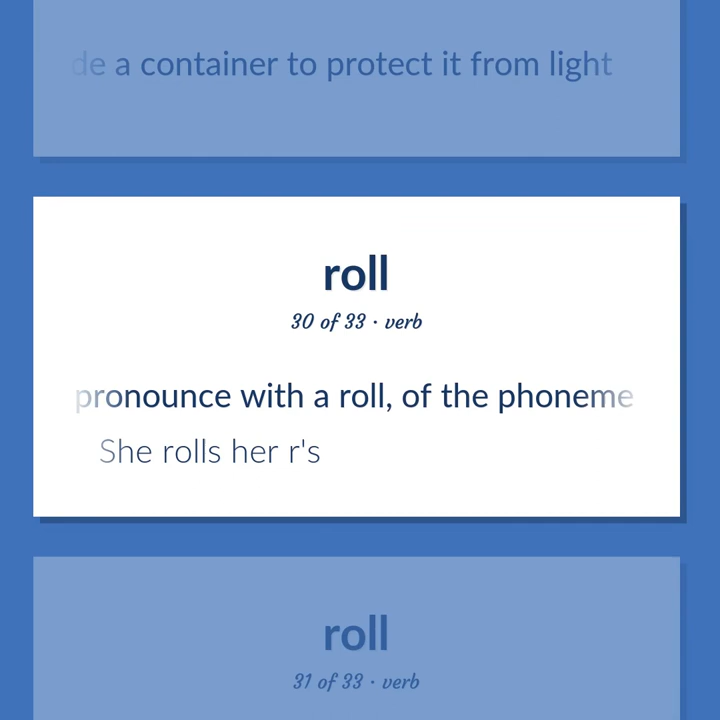 de a container to protect it from light
roll
30 of 33 · verb
pronounce with a roll, of the phoneme
She rolls her r's
roll
31 of 33 · verb